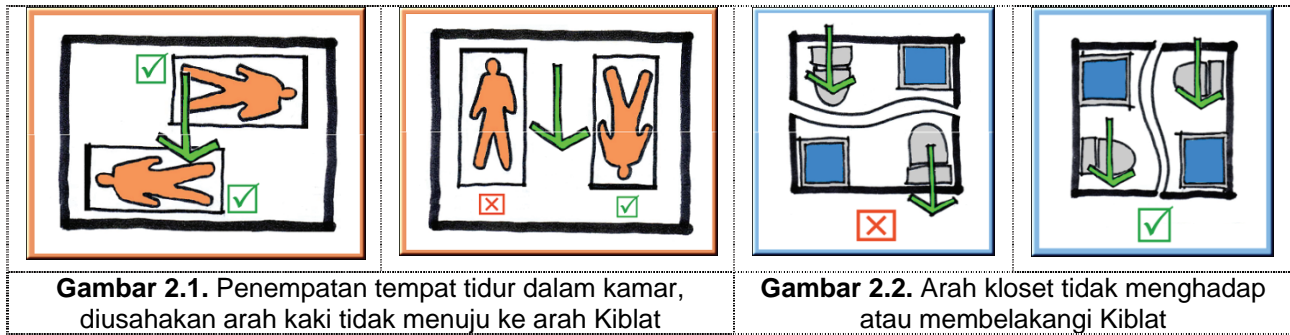 Gambar 2.1. Penempatan tempat tidur dalam kamar,
diusahakan arah kaki tidak menuju ke arah Kiblat
Gambar 2.2. Arah kloset tidak menghadap
atau membelakangi Kiblat